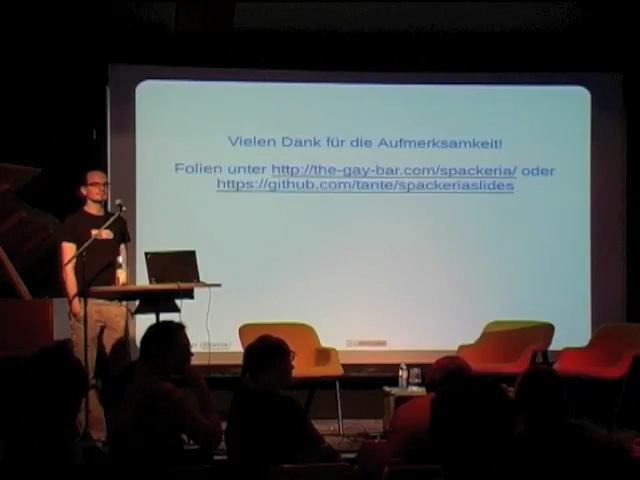 Vielen Dank für die Aufmerksamkeit!
Folien unter http://the-gay-bar.com/spackeria/ oder
https://github.com/tante/spackeriaslides